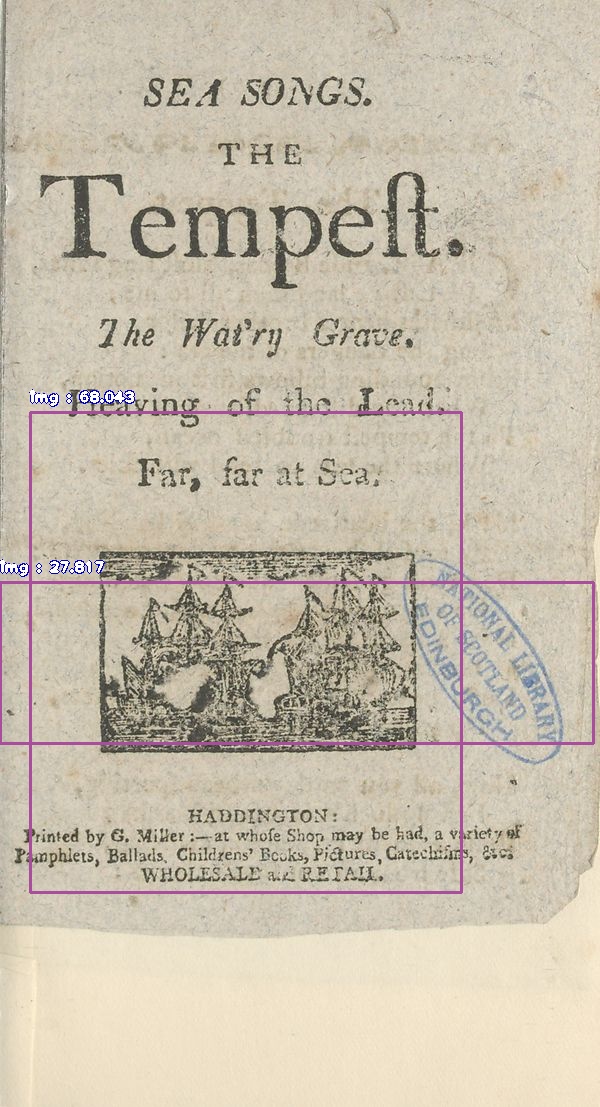 SEA SONGS.
THE
Tempeſt.
The Wat'ry Grave.
img : 68.043
Heaving of the Lead.
Far, far at Sea.
img : 27.817
NATIONAL LIBRARY
OF SCOTLAND
EDINBURGH
HADDINGTON:
Printed by G. Miller :—at whoſe Shop may be had, a variety of
Pamphlets, Ballads, Childrens' Books, Pictures, Catechiſms, &c.
WHOLESALE and RETAIL.